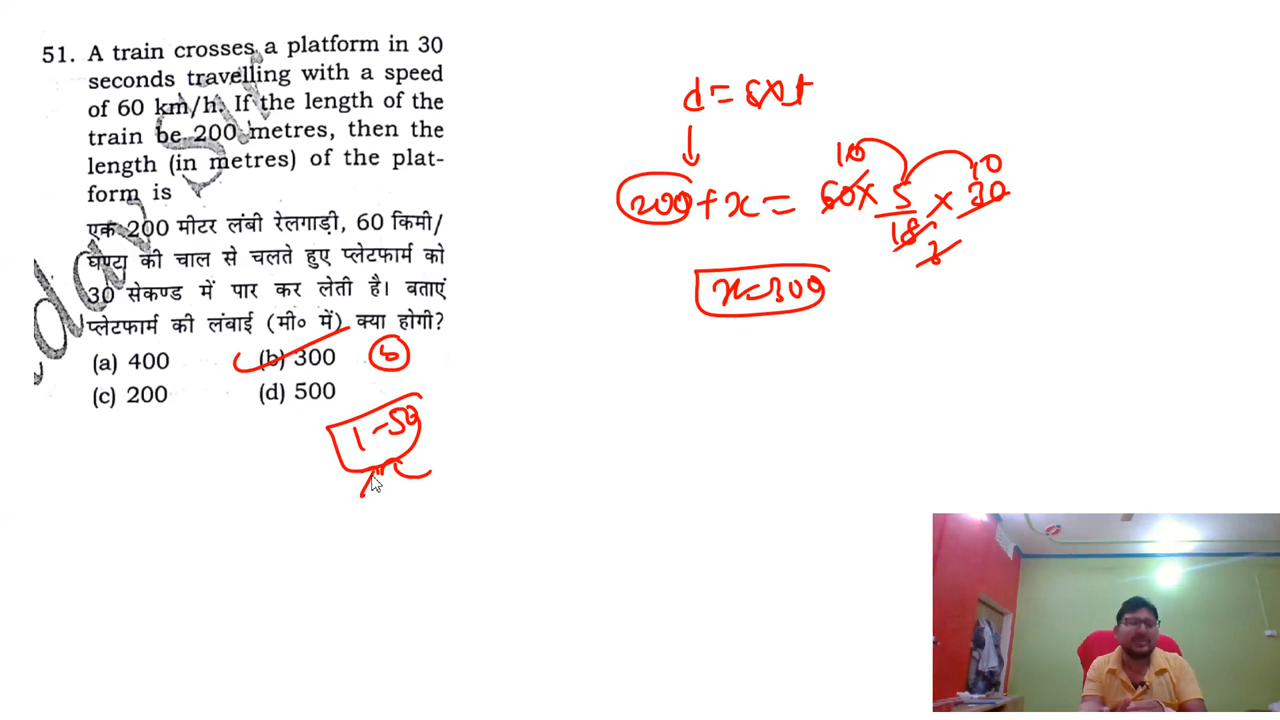 51. A train crosses a platform in 30
seconds travelling with a speed
of 60 km/h. If the length of the
train be 200 metres, then the
length (in metres) of the plat-
form is
एक 200 मीटर लंबी रेलगाड़ी, 60 किमी/
घण्टा की चाल से चलते हुए प्लेटफार्म को
30 सेकण्ड में पार कर लेती है। बताएं
प्लेटफार्म की लंबाई (मी० में) क्या होगी?
(a) 400 (b) 300 b
(c) 200 (d) 500
1-50
d = s×t
10 10
200 + x = 60 × 5 × 30
18
3
x = 300